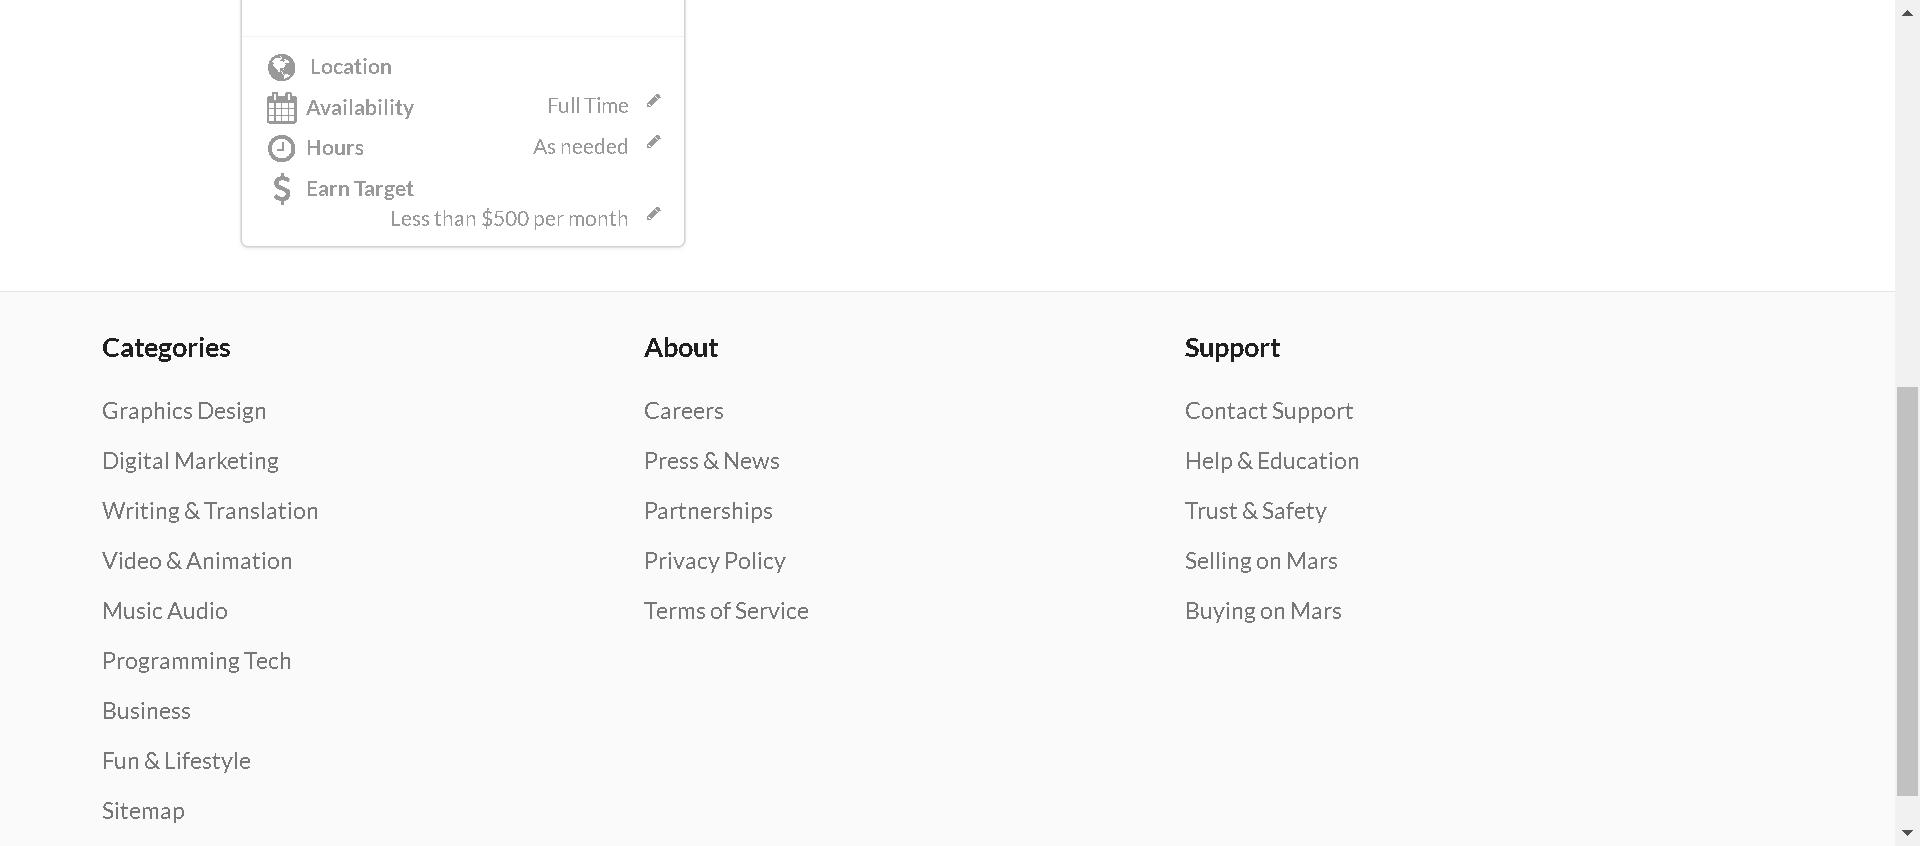 Location
Availability Full Time
Hours As needed
Earn Target
Less than $500 per month
Categories
Graphics Design
Digital Marketing
Writing & Translation
Video & Animation
Music Audio
Programming Tech
Business
Fun & Lifestyle
Sitemap
About
Careers
Press & News
Partnerships
Privacy Policy
Terms of Service
Support
Contact Support
Help & Education
Trust & Safety
Selling on Mars
Buying on Mars